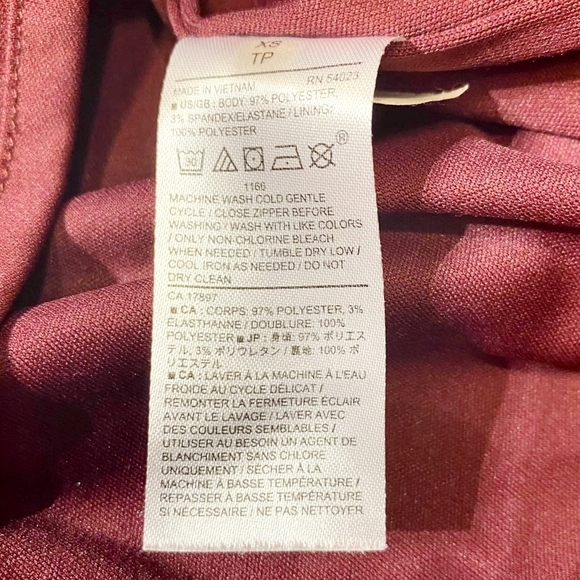 XS
TP
MADE IN VIETNAM RN 54023
US/GB: BODY: 97% POLYESTER,
3% SPANDEX/ELASTANE / LINING:
100% POLYESTER
30 ®
1166
MACHINE WASH COLD GENTLE
CYCLE / CLOSE ZIPPER BEFORE
WASHING / WASH WITH LIKE COLORS
/ ONLY NON-CHLORINE BLEACH
WHEN NEEDED / TUMBLE DRY LOW /
COOL IRON AS NEEDED / DO NOT
DRY CLEAN
CA 17897
CA: CORPS: 97% POLYESTER, 3%
ÉLASTHANNE / DOUBLURE: 100%
POLYESTER JP: 身頃: 97% ポリエス
テル, 3% ポリウレタン / 裏地: 100% ポ
リエステル
CA: LAVER À LA MACHINE À L'EAU
FROIDE AU CYCLE DÉLICAT /
REMONTER LA FERMETURE ÉCLAIR
AVANT LE LAVAGE / LAVER AVEC
DES COULEURS SEMBLABLES /
UTILISER AU BESOIN UN AGENT DE
BLANCHIMENT SANS CHLORE
UNIQUEMENT / SÉCHER À LA
MACHINE À BASSE TEMPÉRATURE /
REPASSER À BASSE TEMPÉRATURE
SI NÉCESSAIRE / NE PAS NETTOYER